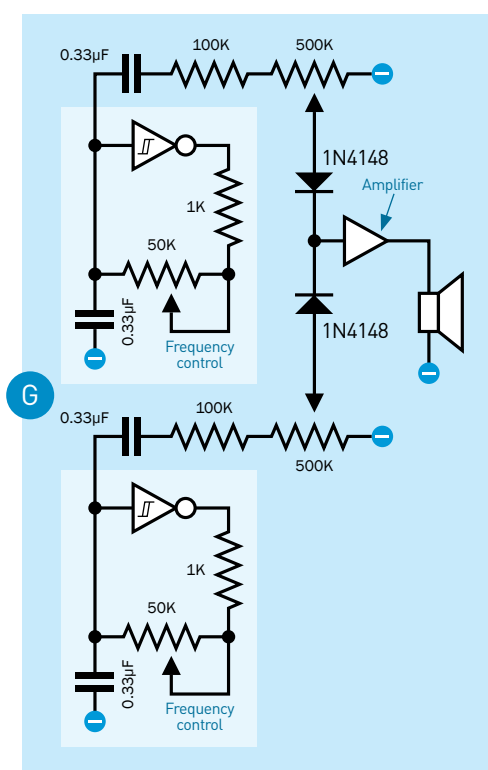 0.33µF
100K
500K
1N4148
Amplifier
1K
50K
0.33µF
Frequency
control
1N4148
G
0.33µF
100K
500K
1K
50K
0.33µF
Frequency
control